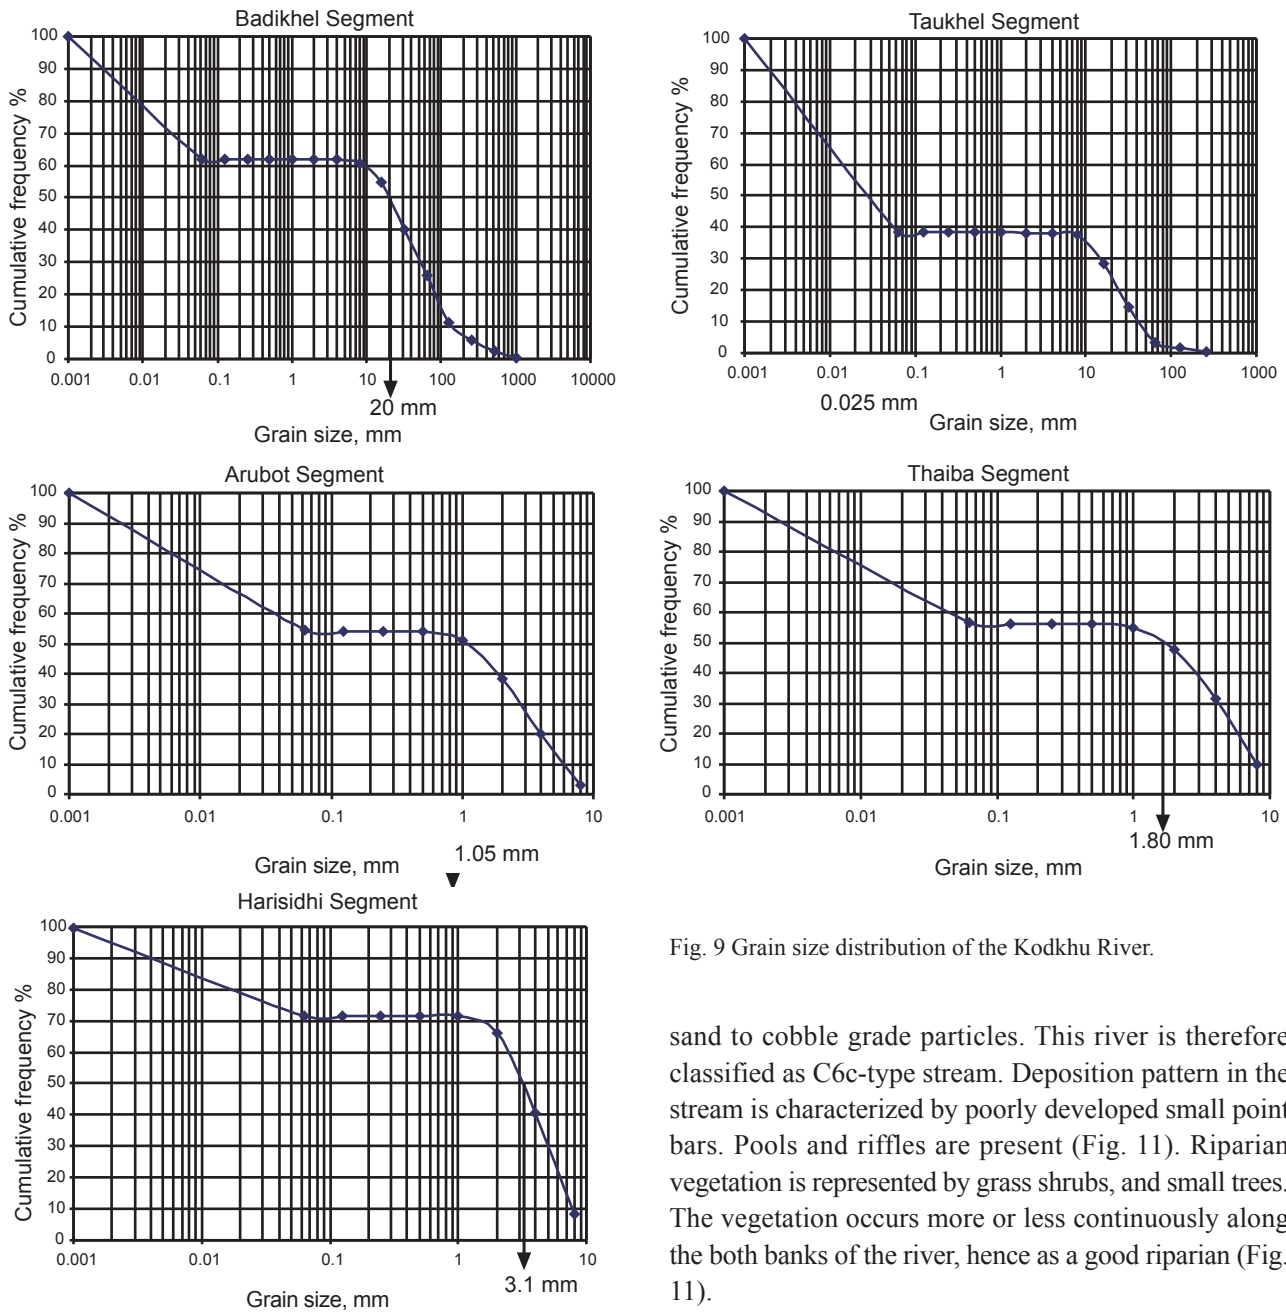 Badikhel Segment
Cumulative frequency %
100
90
80
70
60
50
40
30
20
10
0
0.001 0.01 0.1 1 10 100 1000 10000
20 mm
Grain size, mm
Taukhel Segment
Cumulative frequency %
100
90
80
70
60
50
40
30
20
10
0
0.001 0.01 0.1 1 10 100 1000
0.025 mm
Grain size, mm
Arubot Segment
Cumulative frequency %
100
90
80
70
60
50
40
30
20
10
0
0.001 0.01 0.1 1 10
1.05 mm
Grain size, mm
Thaiba Segment
Cumulative frequency %
100
90
80
70
60
50
40
30
20
10
0
0.001 0.01 0.1 1 10
1.80 mm
Grain size, mm
Harisidhi Segment
Cumulative frequency %
100
90
80
70
60
50
40
30
20
10
0
0.001 0.01 0.1 1 10
3.1 mm
Grain size, mm
Fig. 9 Grain size distribution of the Kodkhu River.
sand to cobble grade particles. This river is therefore
classified as C6c-type stream. Deposition pattern in the
stream is characterized by poorly developed small point
bars. Pools and riffles are present (Fig. 11). Riparian
vegetation is represented by grass shrubs, and small trees.
The vegetation occurs more or less continuously along
the both banks of the river, hence as a good riparian (Fig.
11).